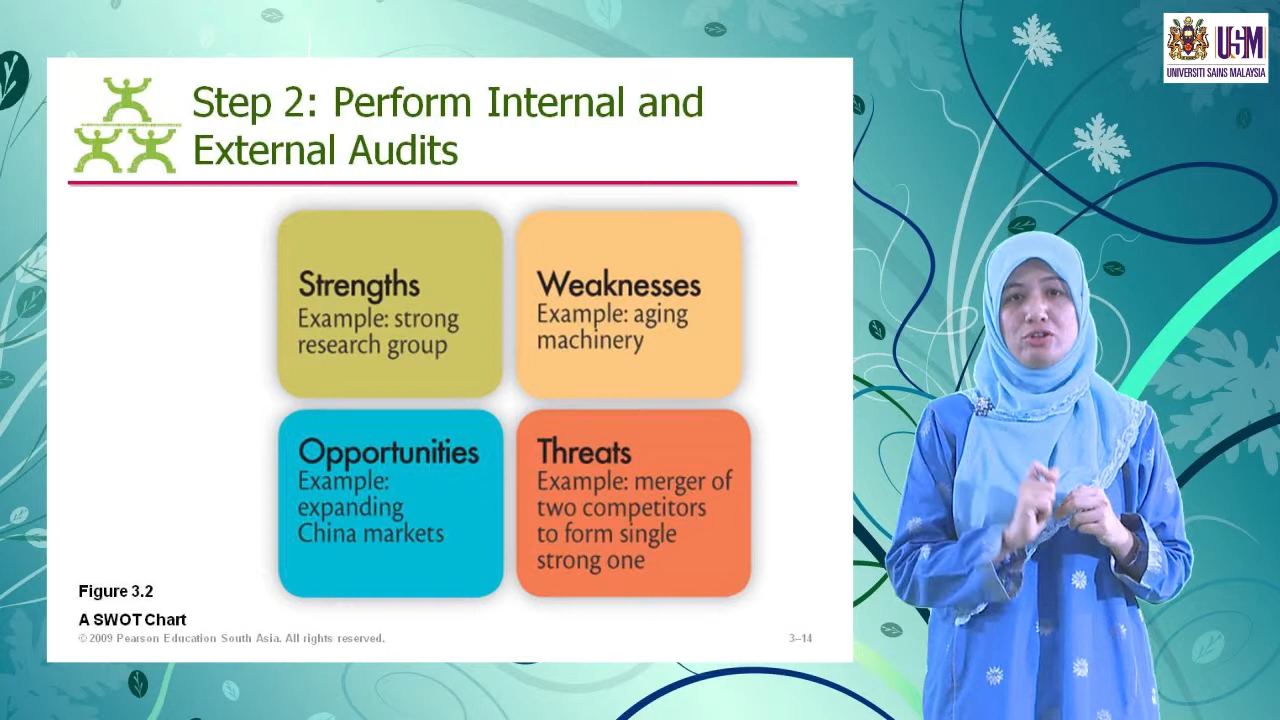 USM
UNIVERSITI SAINS MALAYSIA
Step 2: Perform Internal and
External Audits
Strengths
Example: strong
research group
Weaknesses
Example: aging
machinery
Opportunities
Example:
expanding
China markets
Threats
Example: merger of
two competitors
to form single
strong one
Figure 3.2
A SWOT Chart
© 2009 Pearson Education South Asia. All rights reserved.
3–14